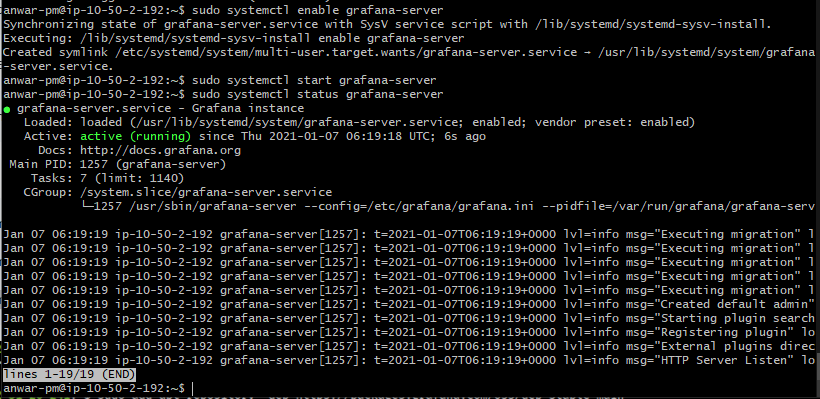 anwar-pm@ip-10-50-2-192:~$ sudo systemctl enable grafana-server
Synchronizing state of grafana-server.service with SysV service script with /lib/systemd/systemd-sysv-install.
Executing: /lib/systemd/systemd-sysv-install enable grafana-server
Created symlink /etc/systemd/system/multi-user.target.wants/grafana-server.service → /usr/lib/systemd/system/grafana
-server.service.
anwar-pm@ip-10-50-2-192:~$ sudo systemctl start grafana-server
anwar-pm@ip-10-50-2-192:~$ sudo systemctl status grafana-server
● grafana-server.service - Grafana instance
Loaded: loaded (/usr/lib/systemd/system/grafana-server.service; enabled; vendor preset: enabled)
Active: active (running) since Thu 2021-01-07 06:19:18 UTC; 6s ago
Docs: http://docs.grafana.org
Main PID: 1257 (grafana-server)
Tasks: 7 (limit: 1140)
CGroup: /system.slice/grafana-server.service
└─1257 /usr/sbin/grafana-server --config=/etc/grafana/grafana.ini --pidfile=/var/run/grafana/grafana-serv
Jan 07 06:19:19 ip-10-50-2-192 grafana-server[1257]: t=2021-01-07T06:19:19+0000 lvl=info msg="Executing migration" l
Jan 07 06:19:19 ip-10-50-2-192 grafana-server[1257]: t=2021-01-07T06:19:19+0000 lvl=info msg="Executing migration" l
Jan 07 06:19:19 ip-10-50-2-192 grafana-server[1257]: t=2021-01-07T06:19:19+0000 lvl=info msg="Executing migration" l
Jan 07 06:19:19 ip-10-50-2-192 grafana-server[1257]: t=2021-01-07T06:19:19+0000 lvl=info msg="Executing migration" l
Jan 07 06:19:19 ip-10-50-2-192 grafana-server[1257]: t=2021-01-07T06:19:19+0000 lvl=info msg="Executing migration" l
Jan 07 06:19:19 ip-10-50-2-192 grafana-server[1257]: t=2021-01-07T06:19:19+0000 lvl=info msg="Created default admin"
Jan 07 06:19:19 ip-10-50-2-192 grafana-server[1257]: t=2021-01-07T06:19:19+0000 lvl=info msg="Starting plugin search
Jan 07 06:19:19 ip-10-50-2-192 grafana-server[1257]: t=2021-01-07T06:19:19+0000 lvl=info msg="Registering plugin" lo
Jan 07 06:19:19 ip-10-50-2-192 grafana-server[1257]: t=2021-01-07T06:19:19+0000 lvl=info msg="External plugins direc
Jan 07 06:19:19 ip-10-50-2-192 grafana-server[1257]: t=2021-01-07T06:19:19+0000 lvl=info msg="HTTP Server Listen" lo
lines 1-19/19 (END)
anwar-pm@ip-10-50-2-192:~$